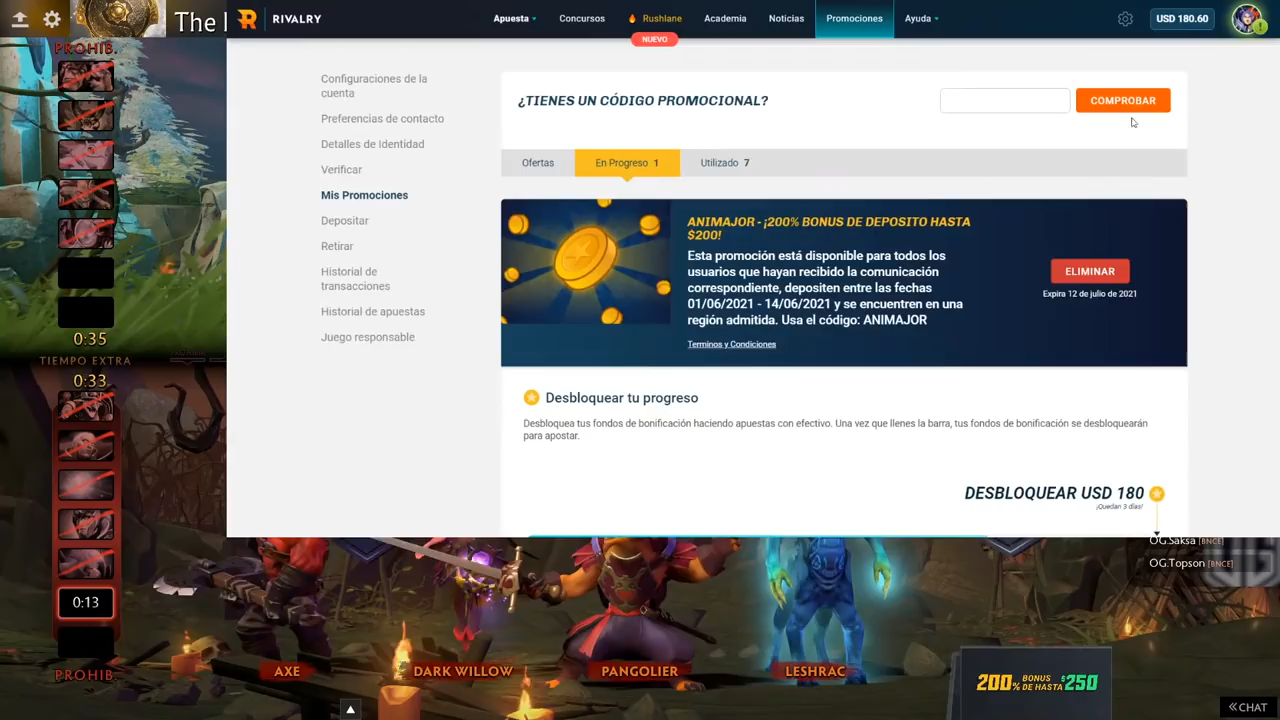 The
RIVALRY
Apuesta
Concursos
Rushlane
Academia
Noticias
Promociones
Ayuda
USD 180.60
NUEVO
PROHIB.
0:35
TIEMPO EXTRA
0:33
0:13
PROHIB.
Configuraciones de la
cuenta
Preferencias de contacto
Detalles de Identidad
Verificar
Mis Promociones
Depositar
Retirar
Historial de
transacciones
Historial de apuestas
Juego responsable
¿TIENES UN CÓDIGO PROMOCIONAL?
COMPROBAR
Ofertas
En Progreso 1
Utilizado 7
ANIMAJOR - ¡200% BONUS DE DEPOSITO HASTA
$200!
Esta promoción está disponible para todos los
usuarios que hayan recibido la comunicación
correspondiente, depositen entre las fechas
01/06/2021 - 14/06/2021 y se encuentren en una
región admitida. Usa el código: ANIMAJOR
Terminos y Condiciones
ELIMINAR
Expira 12 de julio de 2021
Desbloquear tu progreso
Desbloquea tus fondos de bonificación haciendo apuestas con efectivo. Una vez que llenes la barra, tus fondos de bonificación se desbloquearán
para apostar.
DESBLOQUEAR USD 180
¡Quedan 3 días!
OG.Saksa [BNCE]
OG.Topson [BNCE]
AXE
DARK WILLOW
PANGOLIER
LESHRAC
200% BONUS DE HASTA $250
CHAT